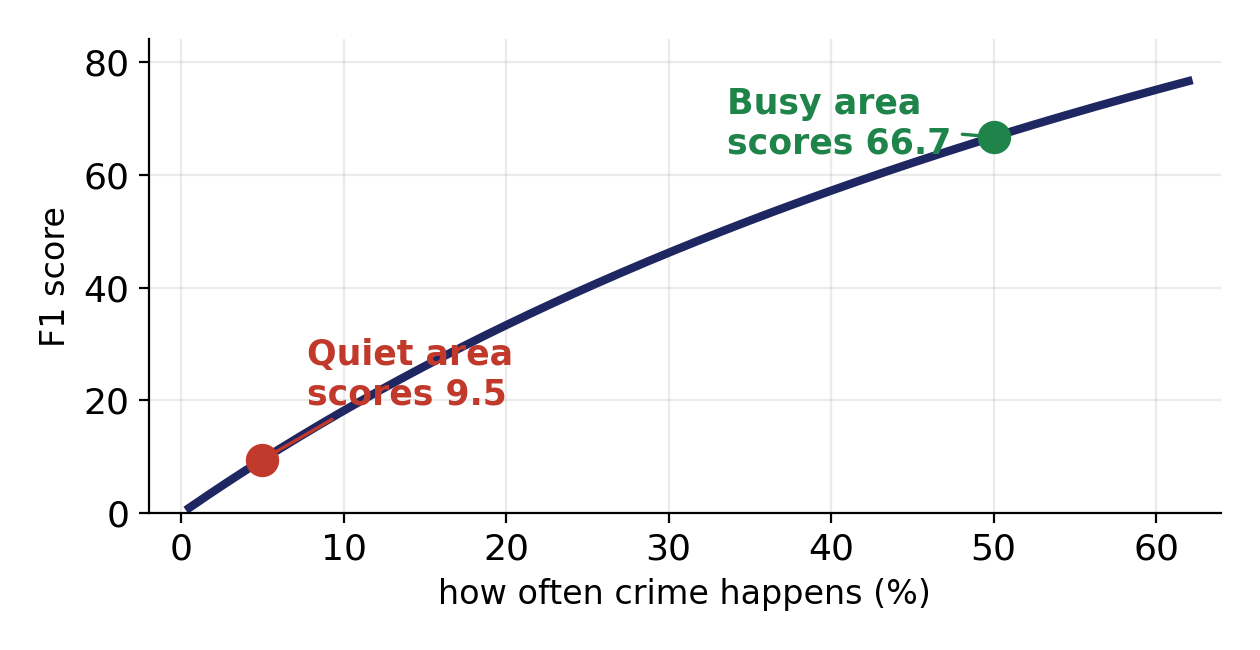 80
60
40
20
0
F1 score
Busy area
scores 66.7
Quiet area
scores 9.5
0 10 20 30 40 50 60
how often crime happens (%)